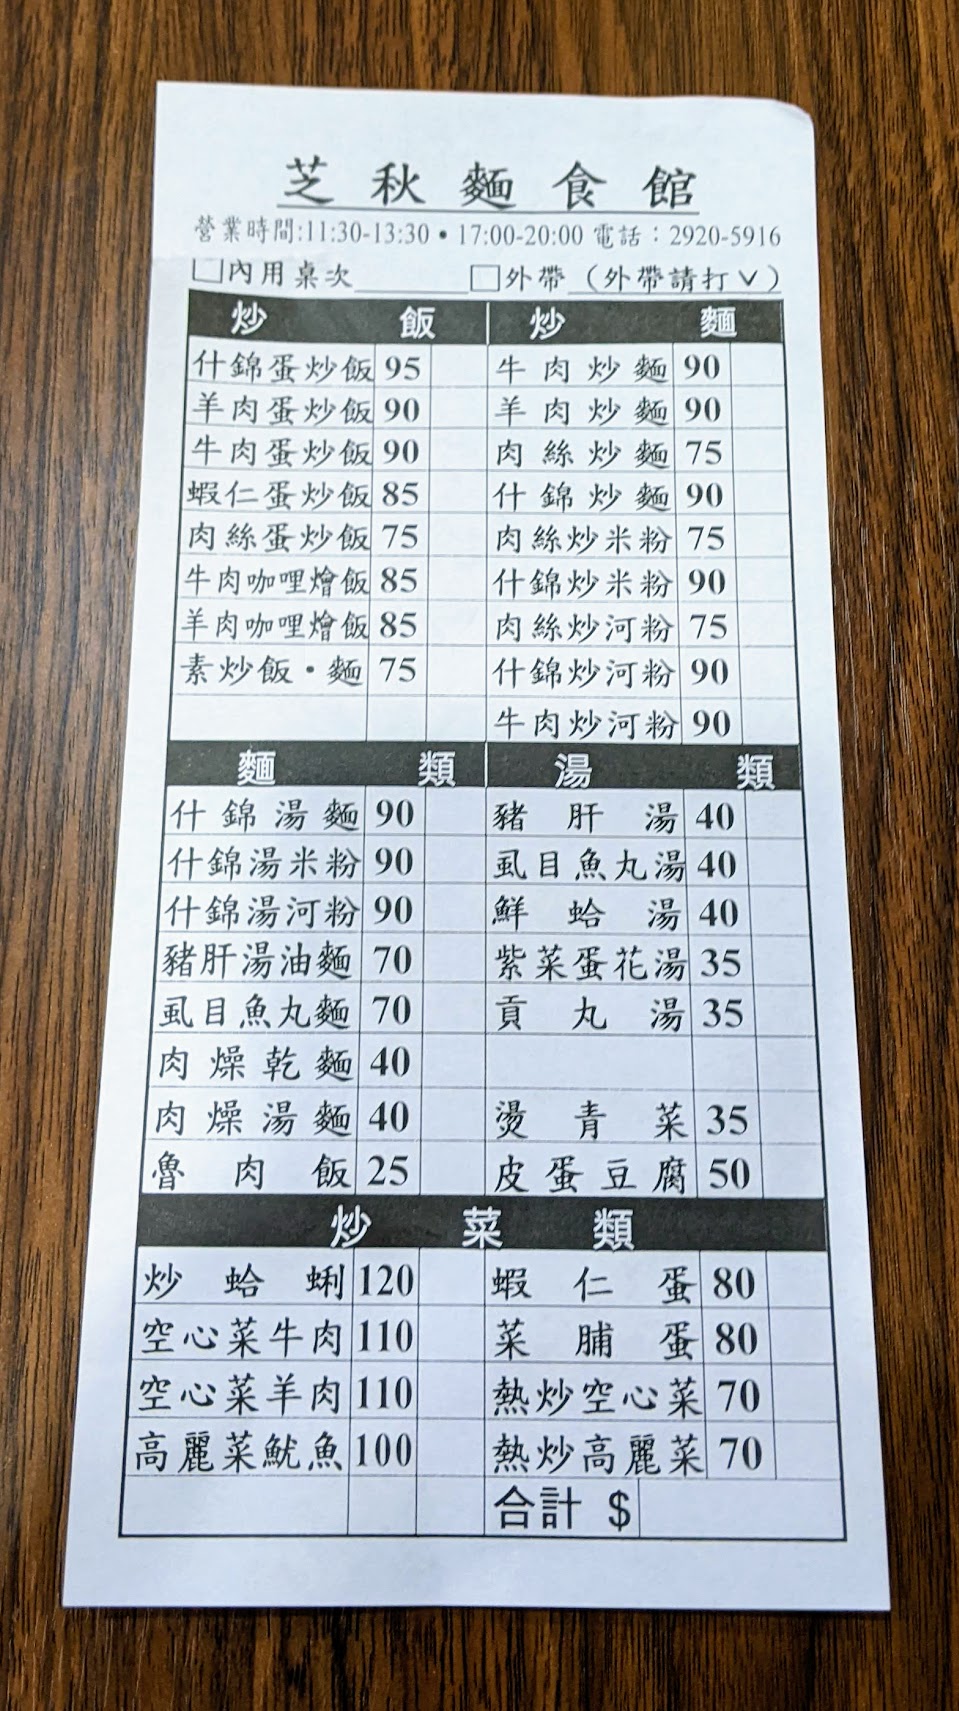 芝秋麵食館
營業時間:11:30-13:30•17:00-20:00 電話：2920-5916
內用桌次 外帶（外帶請打V）
炒飯 炒麵
什錦蛋炒飯 95 牛肉炒麵 90
羊肉蛋炒飯 90 羊肉炒麵 90
牛肉蛋炒飯 90 肉絲炒麵 75
蝦仁蛋炒飯 85 什錦炒麵 90
肉絲蛋炒飯 75 肉絲炒米粉 75
牛肉咖哩燴飯 85 什錦炒米粉 90
羊肉咖哩燴飯 85 肉絲炒河粉 75
素炒飯・麵 75 什錦炒河粉 90
牛肉炒河粉 90
麵類 湯類
什錦湯麵 90 豬肝湯 40
什錦湯米粉 90 虱目魚丸湯 40
什錦湯河粉 90 鮮蛤湯 40
豬肝湯油麵 70 紫菜蛋花湯 35
虱目魚丸麵 70 貢丸湯 35
肉燥乾麵 40
肉燥湯麵 40 燙青菜 35
魯肉飯 25 皮蛋豆腐 50
炒菜類
炒蛤蜊 120 蝦仁蛋 80
空心菜牛肉 110 菜脯蛋 80
空心菜羊肉 110 熱炒空心菜 70
高麗菜魷魚 100 熱炒高麗菜 70
合計 $